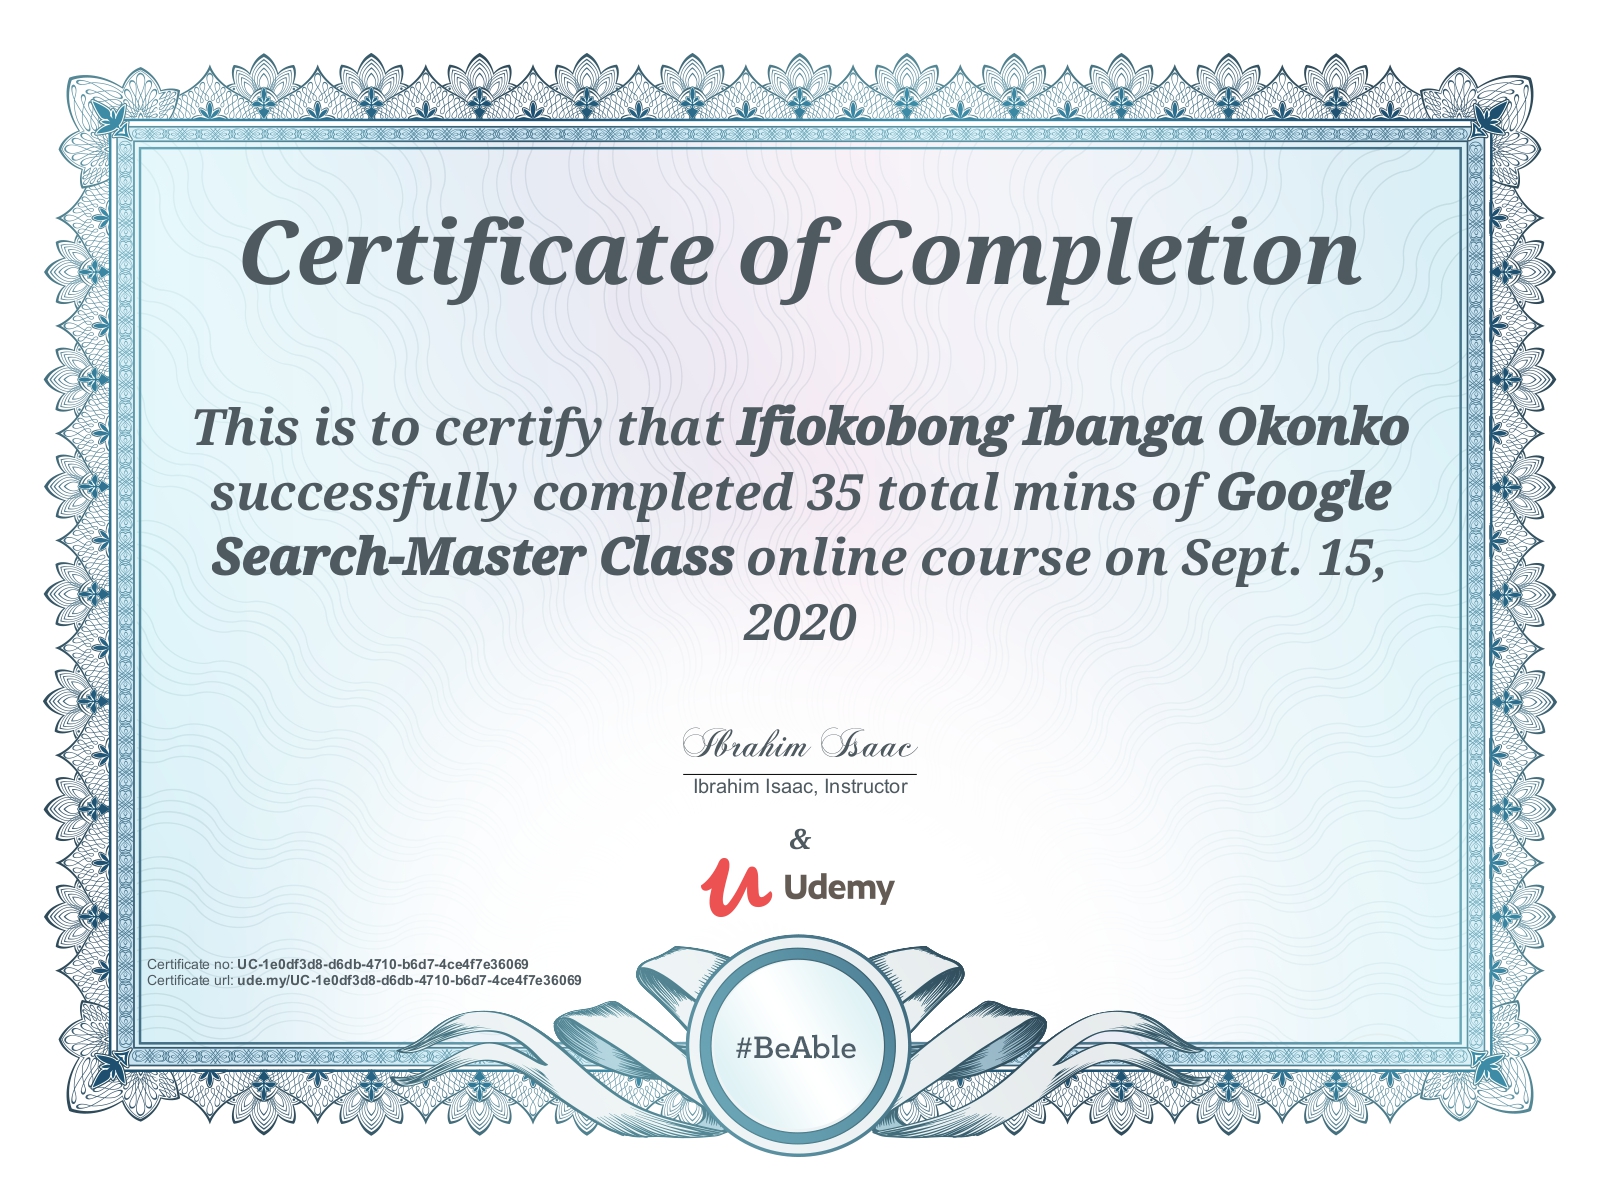 Certificate of Completion
This is to certify that Ifiokobong Ibanga Okonko
successfully completed 35 total mins of Google
Search-Master Class online course on Sept. 15,
2020
Ibrahim Isaac
Ibrahim Isaac, Instructor
&
Udemy
Certificate no: UC-1e0df3d8-d6db-4710-b6d7-4ce4f7e36069
Certificate url: ude.my/UC-1e0df3d8-d6db-4710-b6d7-4ce4f7e36069
#BeAble